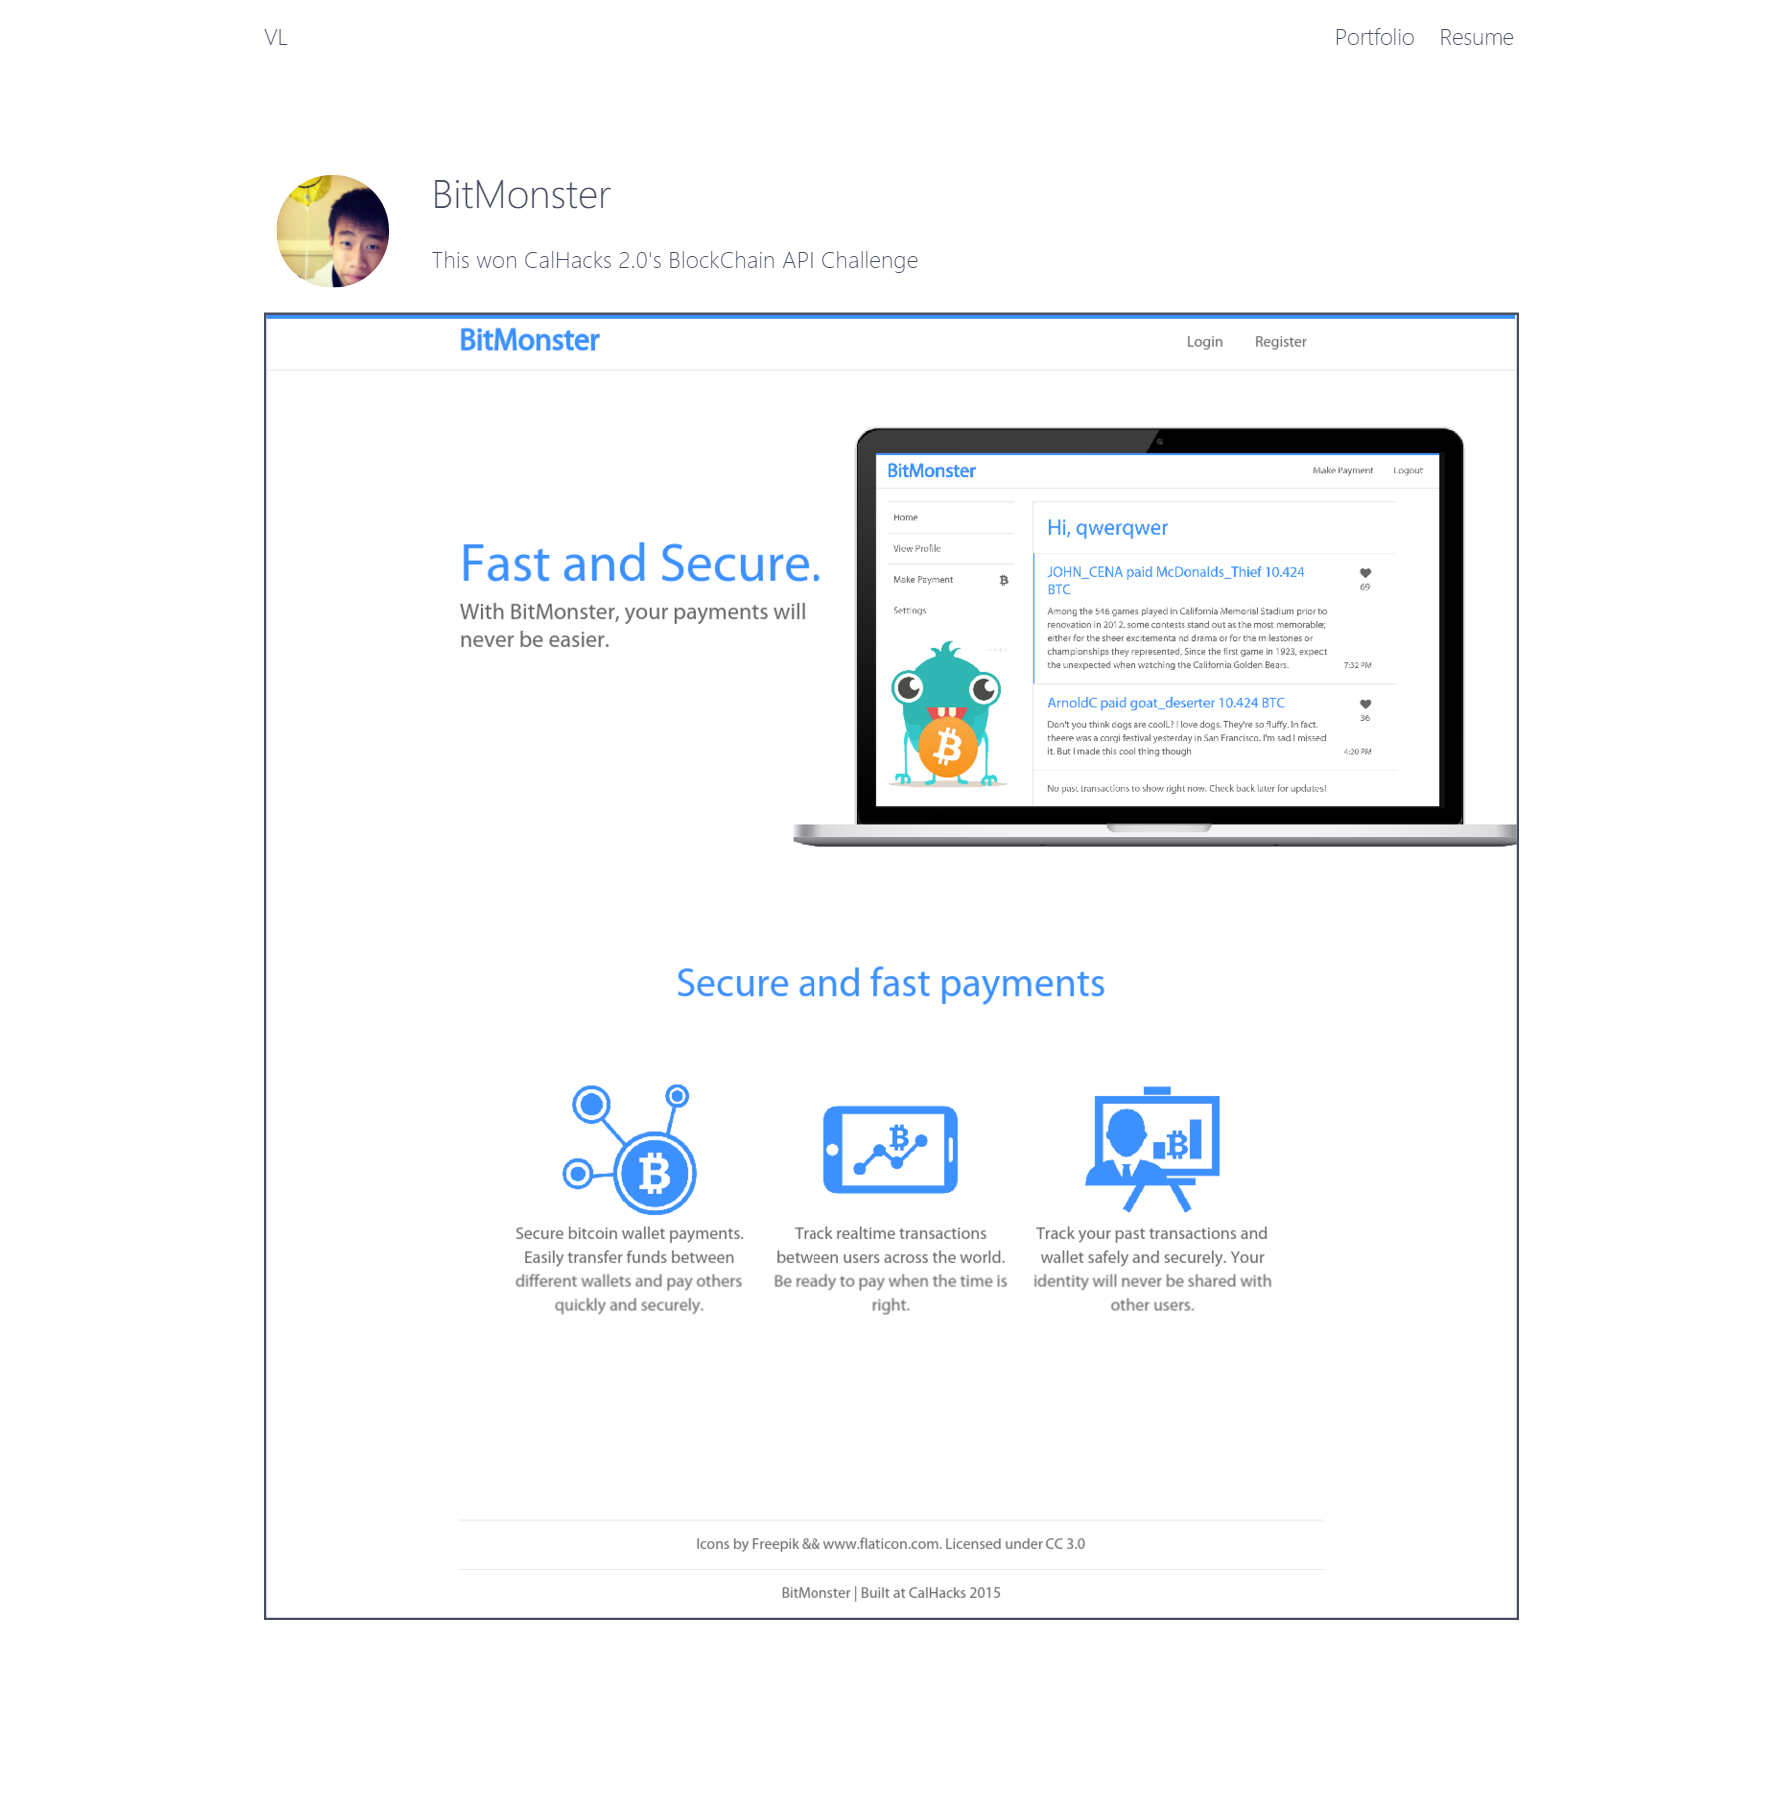 VL
Portfolio
Resume
BitMonster
This won CalHacks 2.0's BlockChain API Challenge
BitMonster
Login
Register
Fast and Secure.
With BitMonster, your payments will
never be easier.
BitMonster
Make Payment
Logout
Home
View Profile
Make Payment
Settings
Hi, qwerqwer
JOHN_CENA paid McDonalds_Thief 10.424
BTC
69
Among the 546 games played in California Memorial Stadium prior to
renovation in 2012, some contests stand out as the most memorable;
either for the sheer excitementa nd drama or for the milestones or
championships they represented. Since the first game in 1923, expect
the unexpected when watching the California Golden Bears.
7:32 PM
ArnoldC paid goat_deserter 10.424 BTC
36
Don't you think dogs are cool? I love dogs. They're so fluffy. In fact,
theere was a corgi festival yesterday in San Francisco. I'm sad I missed
it. But I made this cool thing though
4:20 PM
No past transactions to show right now. Check back later for updates!
Secure and fast payments
Secure bitcoin wallet payments.
Easily transfer funds between
different wallets and pay others
quickly and securely.
Track realtime transactions
between users across the world.
Be ready to pay when the time is
right.
Track your past transactions and
wallet safely and securely. Your
identity will never be shared with
other users.
Icons by Freepik && www.flaticon.com. Licensed under CC 3.0
BitMonster | Built at CalHacks 2015